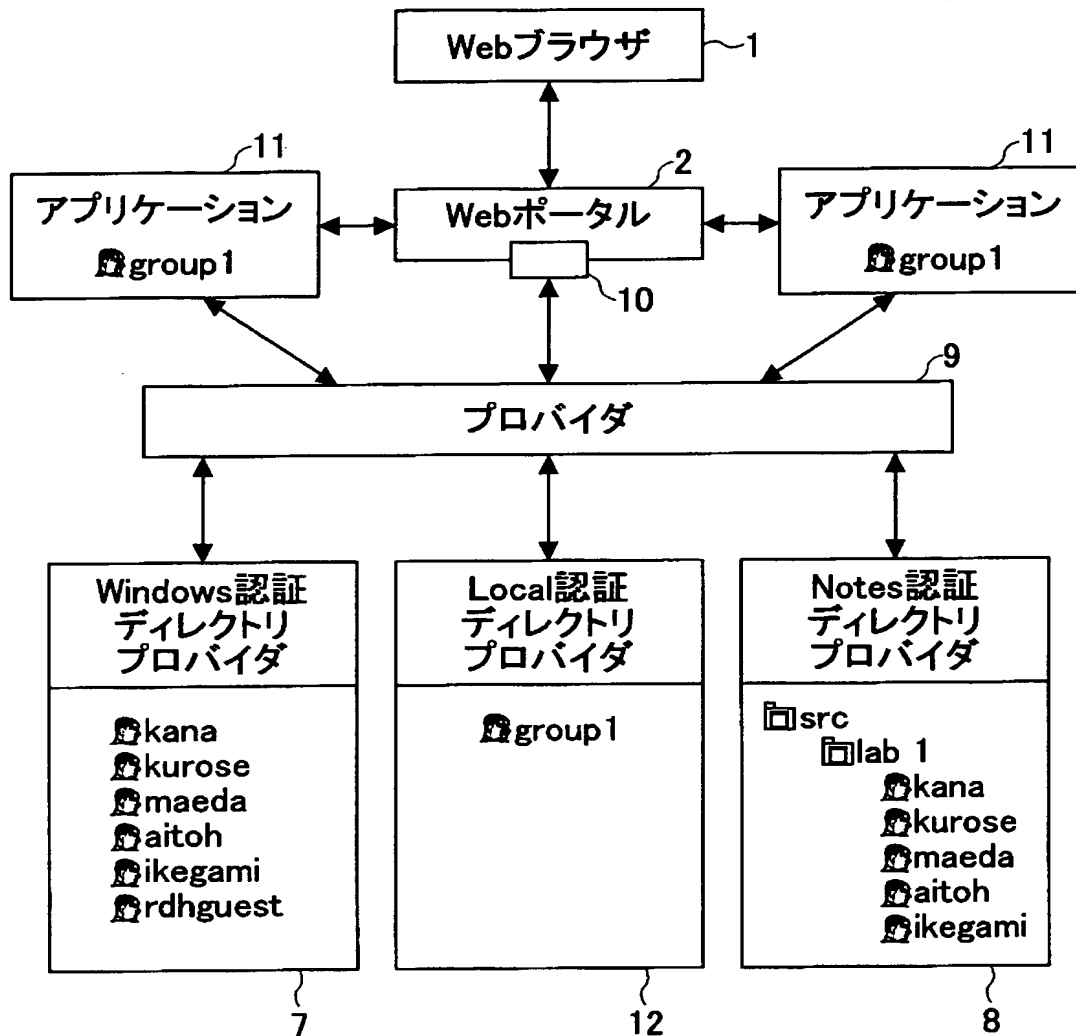 Webブラウザ
1
11
アプリケーション
group1
2
Webポータル
10
11
アプリケーション
group1
9
プロバイダ
Windows認証
ディレクトリ
プロバイダ
kana
kurose
maeda
aitoh
ikegami
rdhguest
7
Local認証
ディレクトリ
プロバイダ
group1
12
Notes認証
ディレクトリ
プロバイダ
src
lab 1
kana
kurose
maeda
aitoh
ikegami
8